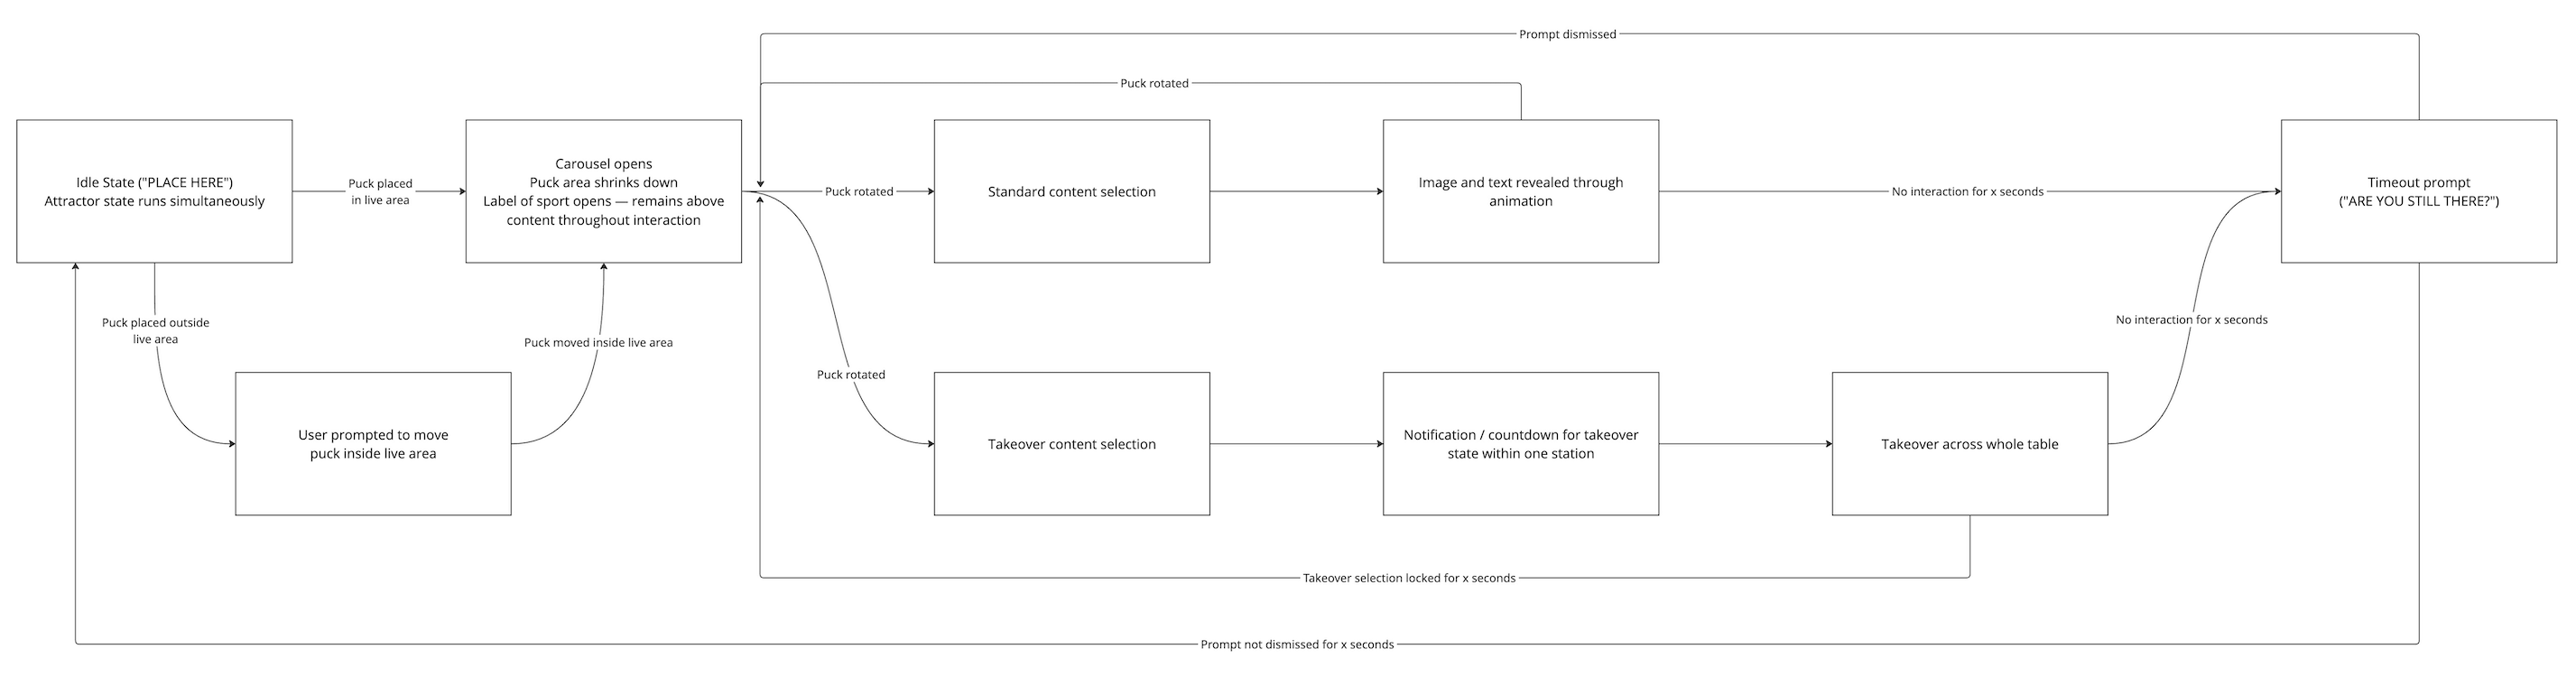 Prompt dismissed
Puck rotated
Idle State ("PLACE HERE")
Attractor state runs simultaneously
Puck placed
in live area
Carousel opens
Puck area shrinks down
Label of sport opens — remains above
content throughout interaction
Puck rotated
Standard content selection
Image and text revealed through
animation
No interaction for x seconds
Timeout prompt
("ARE YOU STILL THERE?")
Puck placed outside
live area
Puck moved inside live area
No interaction for x seconds
Puck rotated
User prompted to move
puck inside live area
Takeover content selection
Notification / countdown for takeover
state within one station
Takeover across whole table
Takeover selection locked for x seconds
Prompt not dismissed for x seconds